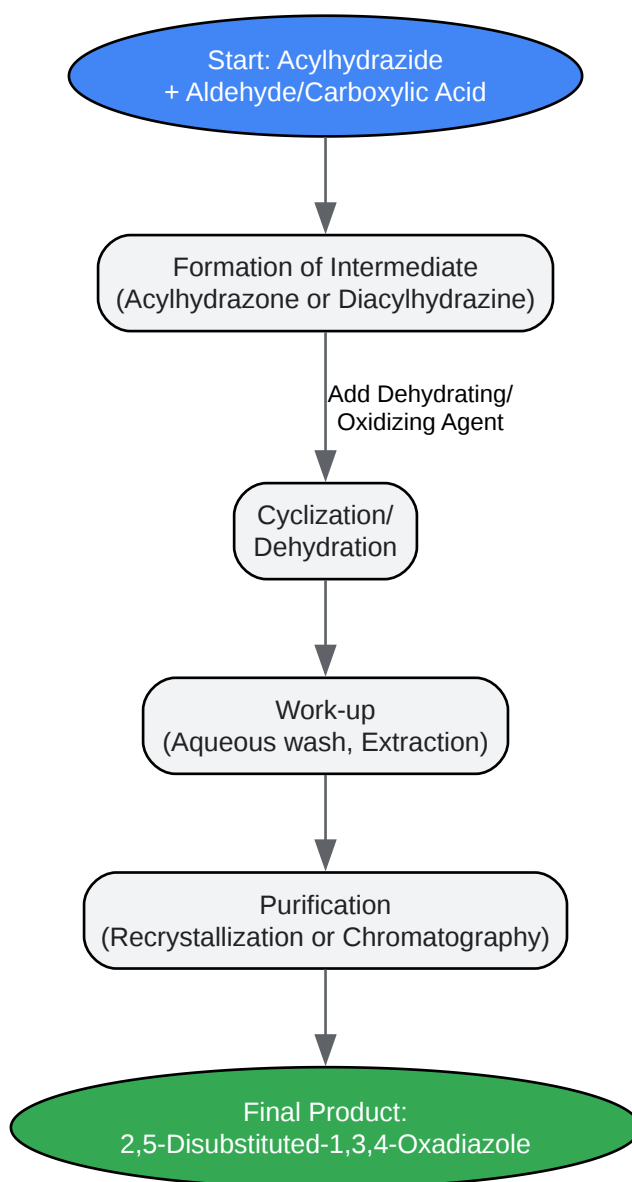 Start: Acylhydrazide
+ Aldehyde/Carboxylic Acid
Formation of Intermediate
(Acylhydrazone or Diacylhydrazine)
Add Dehydrating/
Oxidizing Agent
Cyclization/
Dehydration
Work-up
(Aqueous wash, Extraction)
Purification
(Recrystallization or Chromatography)
Final Product:
2,5-Disubstituted-1,3,4-Oxadiazole